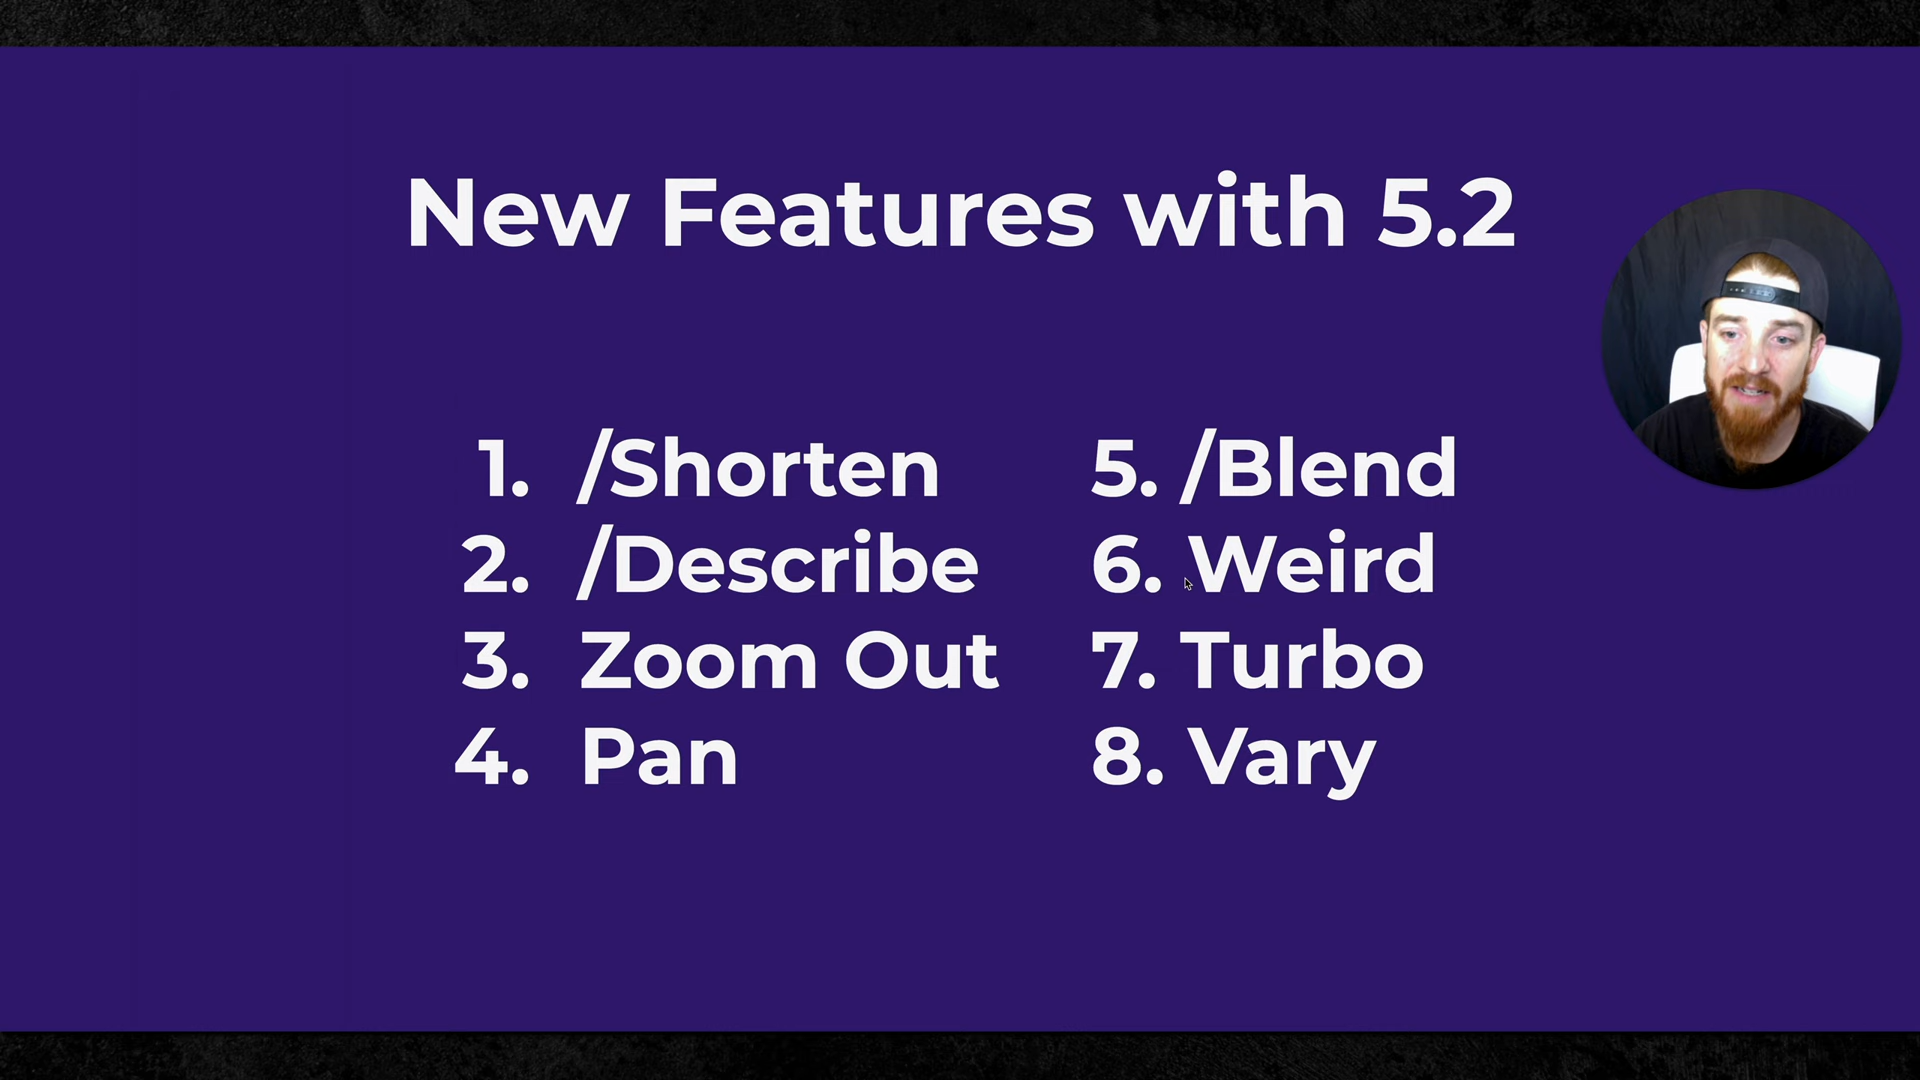 New Features with 5.2
1. /Shorten
2. /Describe
3. Zoom Out
4. Pan
5. /Blend
6. Weird
7. Turbo
8. Vary